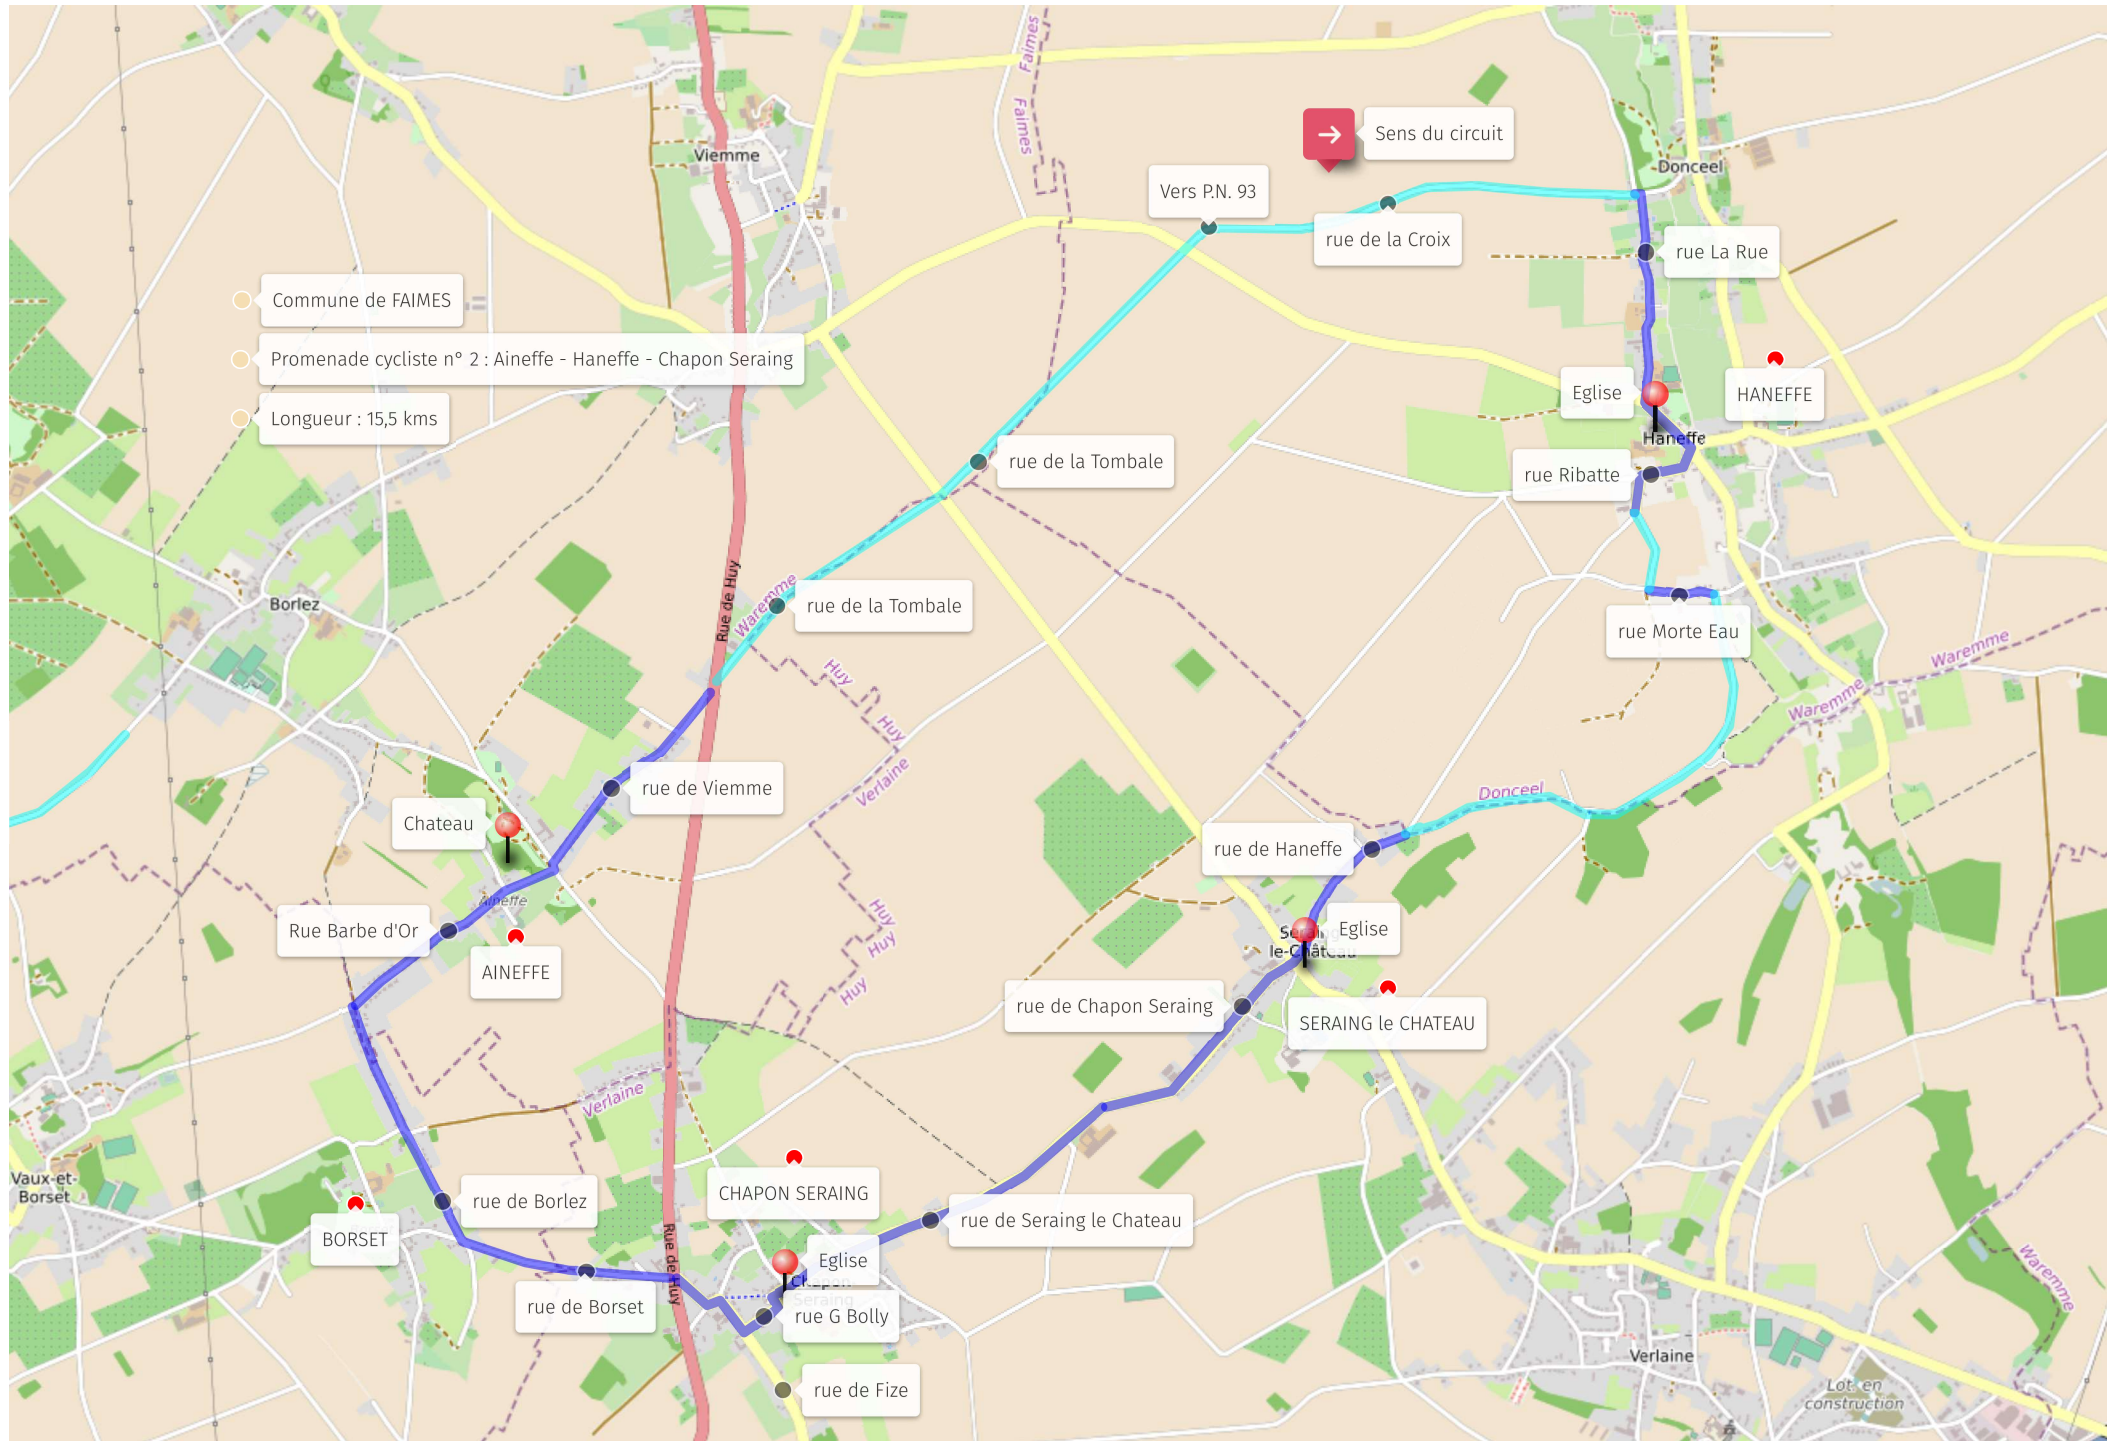 Faimes
Faimes
Sens du circuit
Viemme
Donceel
Vers P.N. 93
rue de la Croix
rue La Rue
Commune de FAIMES
Promenade cycliste n° 2 : Aineffe - Haneffe - Chapon Seraing
Longueur : 15,5 kms
Eglise
HANEFFE
Haneffe
rue de la Tombale
rue Ribatte
Rue de Huy
Waremme
rue de la Tombale
Borlez
rue Morte Eau
Waremme
Huy
Waremme
Huy
Verlaine
rue de Viemme
Donceel
Chateau
rue de Haneffe
Aineffe
Huy
Rue Barbe d'Or
Eglise
Huy
Seraing-
le-Château
AINEFFE
Huy
rue de Chapon Seraing
SERAING le CHATEAU
Verlaine
Vaux-et-
Borset
CHAPON SERAING
rue de Borlez
rue de Seraing le Chateau
BORSET
Rue de Huy
Eglise
Chapon-
Seraing
Waremme
rue de Borset
rue G Bolly
Verlaine
rue de Fize
Lot. en
construction